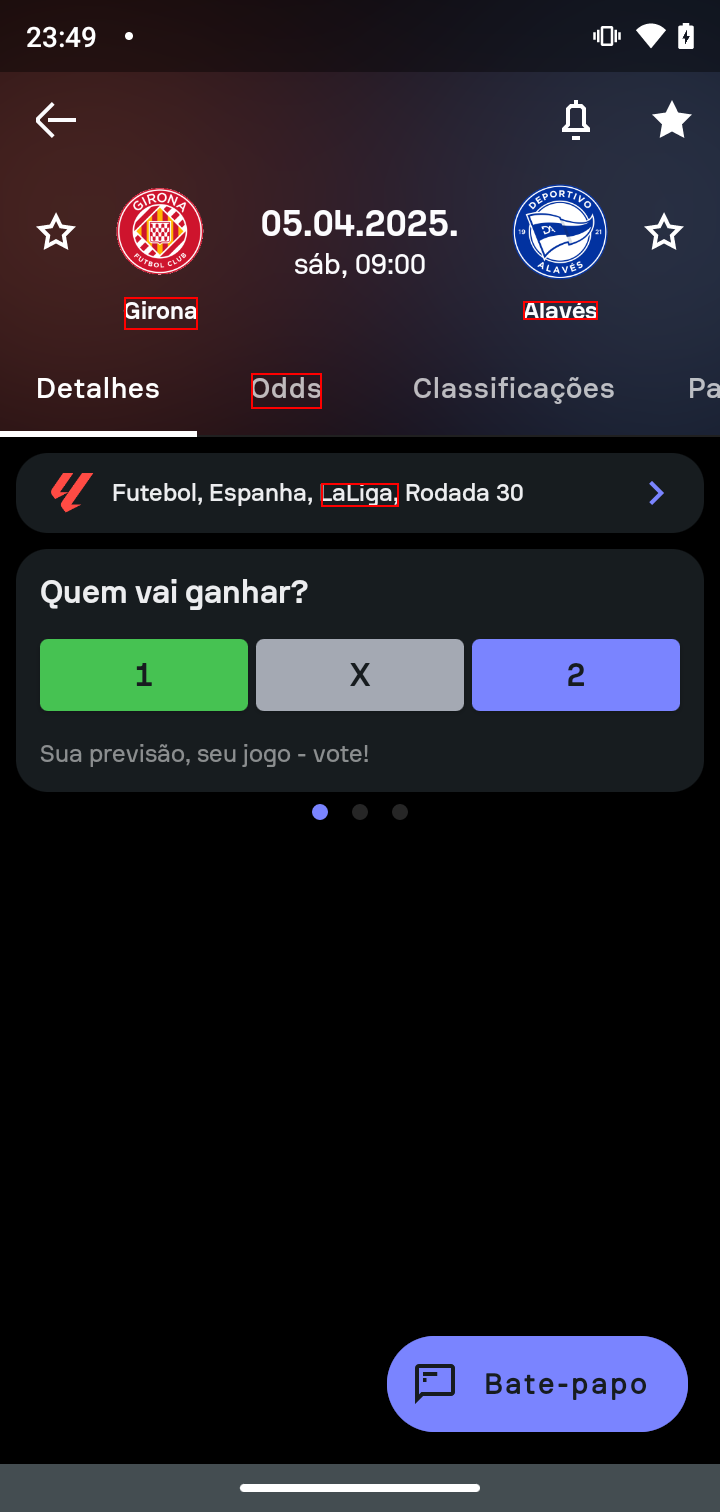 23:49
GIRONA
FUTBOL CLUB
DEPORTIVO
19 21
ALAVÉS
05.04.2025.
sáb, 09:00
Girona
Alavés
Detalhes Odds Classificações Pa
Futebol, Espanha, LaLiga, Rodada 30
Quem vai ganhar?
1 X 2
Sua previsão, seu jogo - vote!
Bate-papo